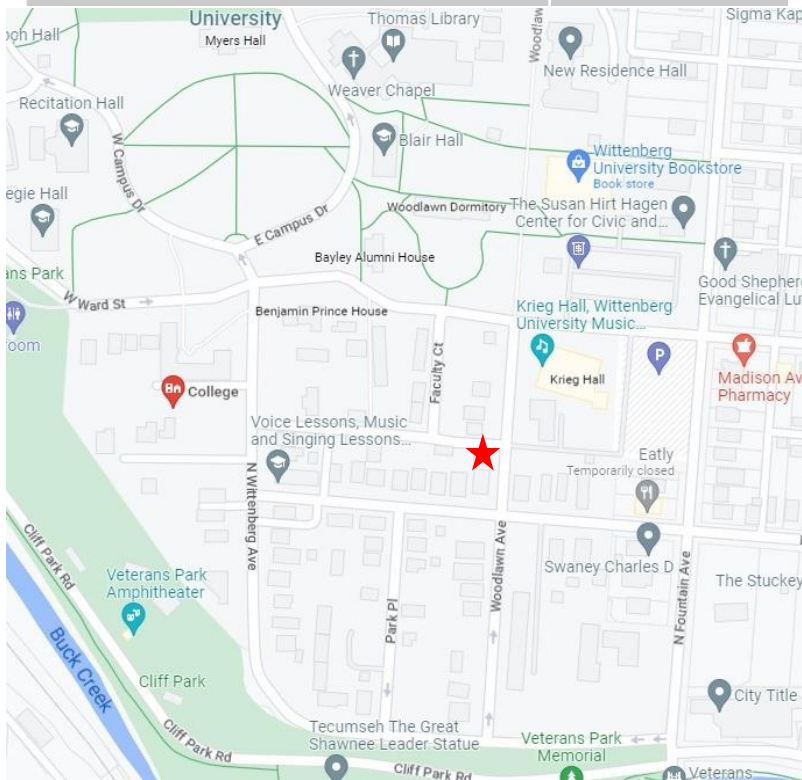 University
Myers Hall
Thomas Library
Woodlawn
Sigma Kap
och Hall
New Residence Hall
Weaver Chapel
Recitation Hall
Blair Hall
W Campus Dr
Wittenberg
University Bookstore
Book store
egie Hall
Woodlawn Dormitory
The Susan Hirt Hagen
Center for Civic and...
E Campus Dr
Bayley Alumni House
ans Park
Good Shepher
Evangelical Lu
W Ward St
Benjamin Prince House
Krieg Hall, Wittenberg
University Music...
oom
P
Faculty Ct
Krieg Hall
Madison Av
Pharmacy
College
Voice Lessons, Music
and Singing Lessons...
Eatly
Temporarily closed
N Wittenberg Ave
Cliff Park Rd
Woodlawn Ave
Swaney Charles D
Veterans Park
Amphitheater
The Stuckey
N Fountain Ave
Park Pl
Buck Creek
Cliff Park
City Title
Tecumseh The Great
Shawnee Leader Statue
Veterans Park
Memorial
Cliff Park Rd
Cliff Park Rd
Veterans